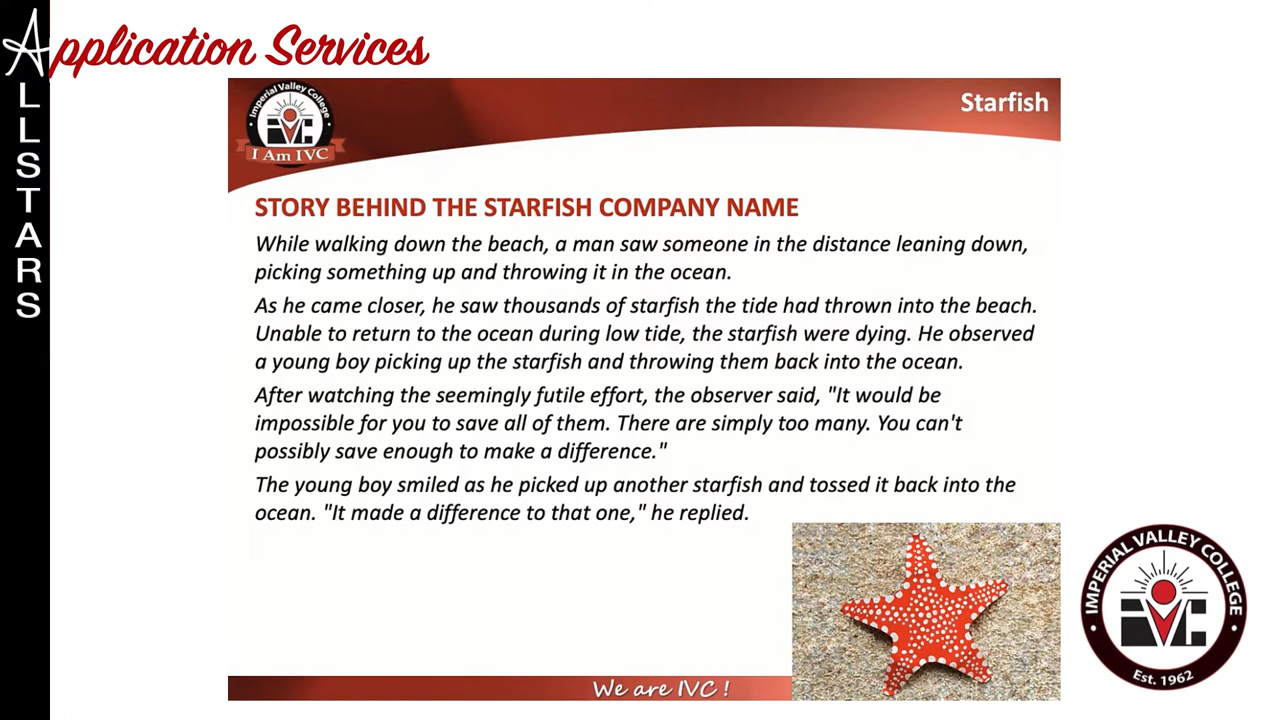 Application Services
ALLSTARS
Imperial Valley College
IVC
I Am IVC
Starfish
STORY BEHIND THE STARFISH COMPANY NAME
While walking down the beach, a man saw someone in the distance leaning down,
picking something up and throwing it in the ocean.
As he came closer, he saw thousands of starfish the tide had thrown into the beach.
Unable to return to the ocean during low tide, the starfish were dying. He observed
a young boy picking up the starfish and throwing them back into the ocean.
After watching the seemingly futile effort, the observer said, "It would be
impossible for you to save all of them. There are simply too many. You can't
possibly save enough to make a difference."
The young boy smiled as he picked up another starfish and tossed it back into the
ocean. "It made a difference to that one," he replied.
We are IVC !
IMPERIAL VALLEY COLLEGE
IVC
Est. 1962